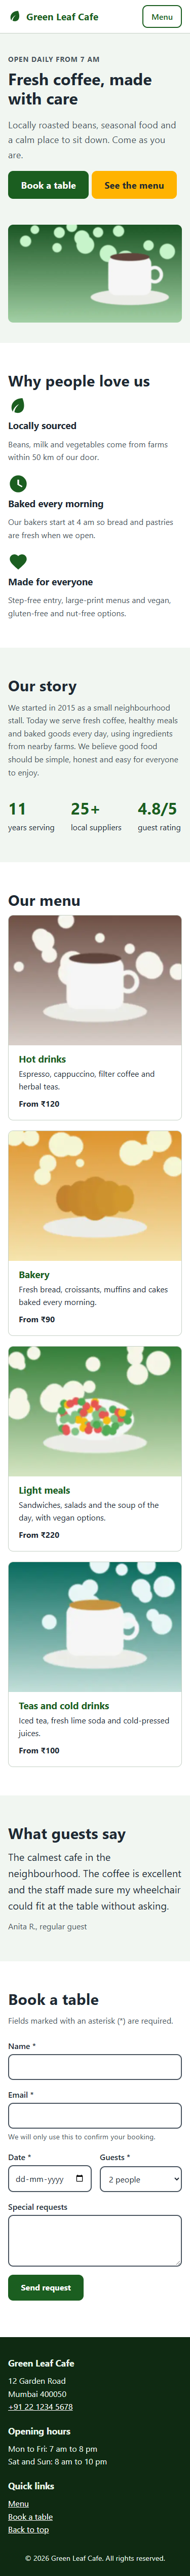 Green Leaf Cafe
Menu
OPEN DAILY FROM 7 AM
Fresh coffee, made
with care
Locally roasted beans, seasonal food and
a calm place to sit down. Come as you
are.
Book a table
See the menu
Why people love us
Locally sourced
Beans, milk and vegetables come from farms
within 50 km of our door.
Baked every morning
Our bakers start at 4 am so bread and pastries
are fresh when we open.
Made for everyone
Step-free entry, large-print menus and vegan,
gluten-free and nut-free options.
Our story
We started in 2015 as a small neighbourhood
stall. Today we serve fresh coffee, healthy meals
and baked goods every day, using ingredients
from nearby farms. We believe good food
should be simple, honest and easy for everyone
to enjoy.
11
years serving
25+
local suppliers
4.8/5
guest rating
Our menu
Hot drinks
Espresso, cappuccino, filter coffee and
herbal teas.
From ₹120
Bakery
Fresh bread, croissants, muffins and cakes
baked every morning.
From ₹90
Light meals
Sandwiches, salads and the soup of the
day, with vegan options.
From ₹220
Teas and cold drinks
Iced tea, fresh lime soda and cold-pressed
juices.
From ₹100
What guests say
The calmest cafe in the
neighbourhood. The coffee is excellent
and the staff made sure my wheelchair
could fit at the table without asking.
Anita R., regular guest
Book a table
Fields marked with an asterisk (*) are required.
Name *
Email *
We will only use this to confirm your booking.
Date *
Guests *
dd-mm-yyyy
2 people
Special requests
Send request
Green Leaf Cafe
12 Garden Road
Mumbai 400050
+91 22 1234 5678
Opening hours
Mon to Fri: 7 am to 8 pm
Sat and Sun: 8 am to 10 pm
Quick links
Menu
Book a table
Back to top
© 2026 Green Leaf Cafe. All rights reserved.